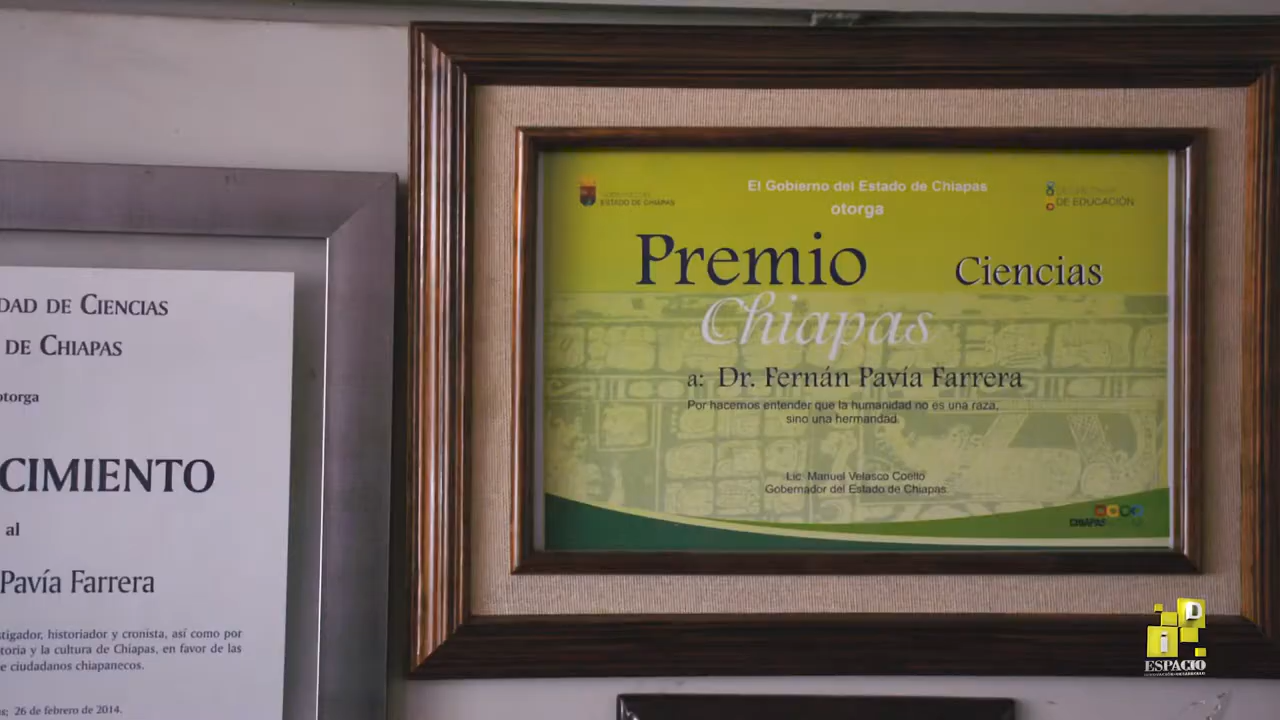 DAD DE CIENCIAS
DE CHIAPAS
otorga
CIMIENTO
al
Pavía Farrera
tigador, historiador y cronista, así como por
toria y la cultura de Chiapas, en favor de las
e ciudadanos chiapanecos.
s; 26 de febrero de 2014.
ESTADO DE CHIAPAS
El Gobierno del Estado de Chiapas
otorga
DE EDUCACIÓN
Premio
Ciencias
Chiapas
a: Dr. Fernán Pavía Farrera
Por hacernos entender que la humanidad no es una raza,
sino una hermandad.
Lic. Manuel Velasco Coello
Gobernador del Estado de Chiapas.
CHIAPAS
iD
ESPACIO